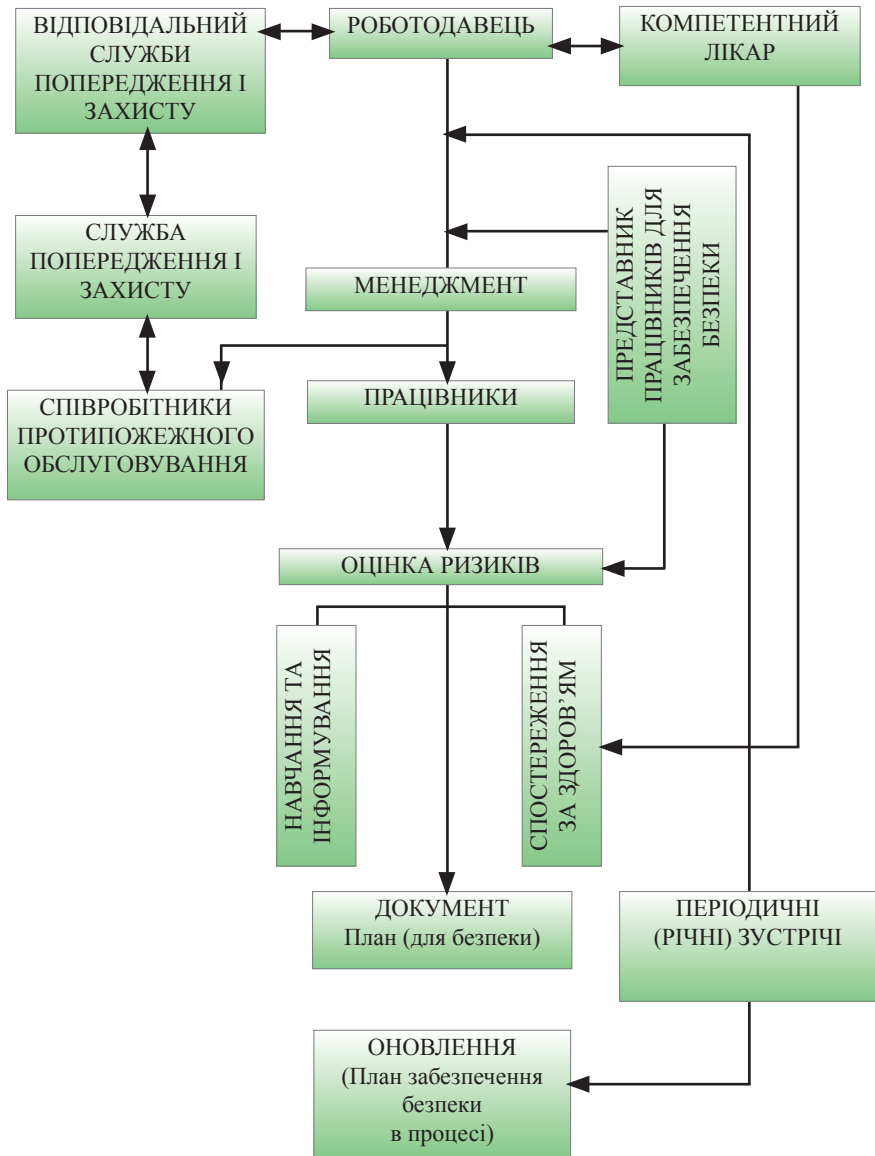 ВІДПОВІДАЛЬНИЙ
СЛУЖБИ
ПОПЕРЕДЖЕННЯ І
ЗАХИСТУ
РОБОТОДАВЕЦЬ
КОМПЕТЕНТНИЙ
ЛІКАР
СЛУЖБА
ПОПЕРЕДЖЕННЯ І
ЗАХИСТУ
МЕНЕДЖМЕНТ
ПРЕДСТАВНИК
ПРАЦІВНИКІВ ДЛЯ
ЗАБЕЗПЕЧЕННЯ
БЕЗПЕКИ
СПІВРОБІТНИКИ
ПРОТИПОЖЕЖНОГО
ОБСЛУГОВУВАННЯ
ПРАЦІВНИКИ
ОЦІНКА РИЗИКІВ
НАВЧАННЯ ТА
ІНФОРМУВАННЯ
СПОСТЕРЕЖЕННЯ
ЗА ЗДОРОВ’ЯМ
ДОКУМЕНТ
План (для безпеки)
ПЕРІОДИЧНІ
(РІЧНІ) ЗУСТРІЧІ
ОНОВЛЕННЯ
(План забезпечення
безпеки
в процесі)